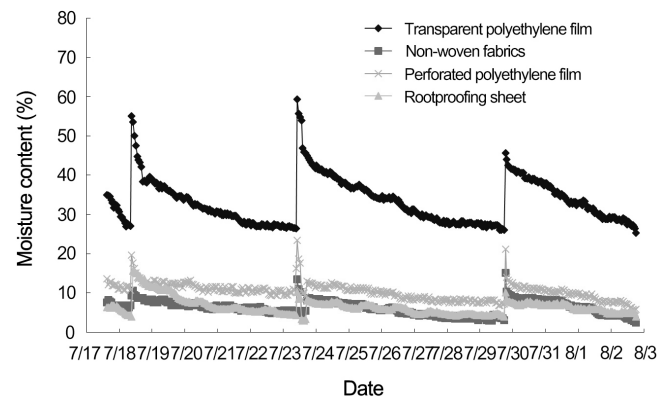 80
70
60
50
40
30
20
10
0
Moisture content (%)
Transparent polyethylene film
Non-woven fabrics
Perforated polyethylene film
Rootproofing sheet
7/17 7/18 7/19 7/20 7/21 7/22 7/23 7/24 7/25 7/26 7/27 7/28 7/29 7/30 7/31 8/1 8/2 8/3
Date